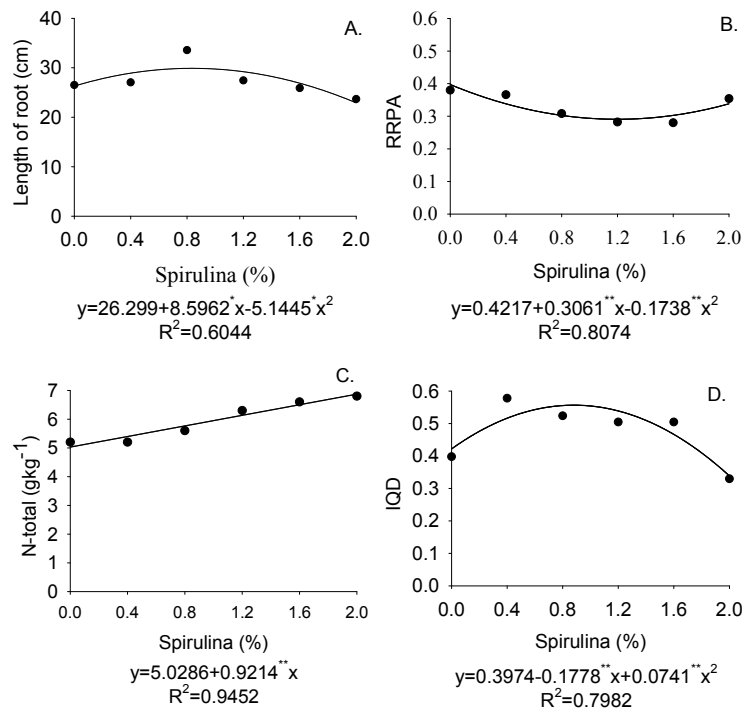 A.
Length of root (cm)
40
30
20
10
0
0.0 0.4 0.8 1.2 1.6 2.0
Spirulina (%)
y=26.299+8.5962*x-5.1445*x²
R²=0.6044
B.
RRPA
0.6
0.5
0.4
0.3
0.2
0.1
0.0
0.0 0.4 0.8 1.2 1.6 2.0
Spirulina (%)
y=0.4217+0.3061**x-0.1738**x²
R²=0.8074
C.
N-total (gkg⁻¹)
7
6
5
4
3
2
1
0
0.0 0.4 0.8 1.2 1.6 2.0
Spirulina (%)
y=5.0286+0.9214**x
R²=0.9452
D.
IQD
0.6
0.5
0.4
0.3
0.2
0.1
0.0
0.0 0.4 0.8 1.2 1.6 2.0
Spirulina (%)
y=0.3974-0.1778**x+0.0741**x²
R²=0.7982